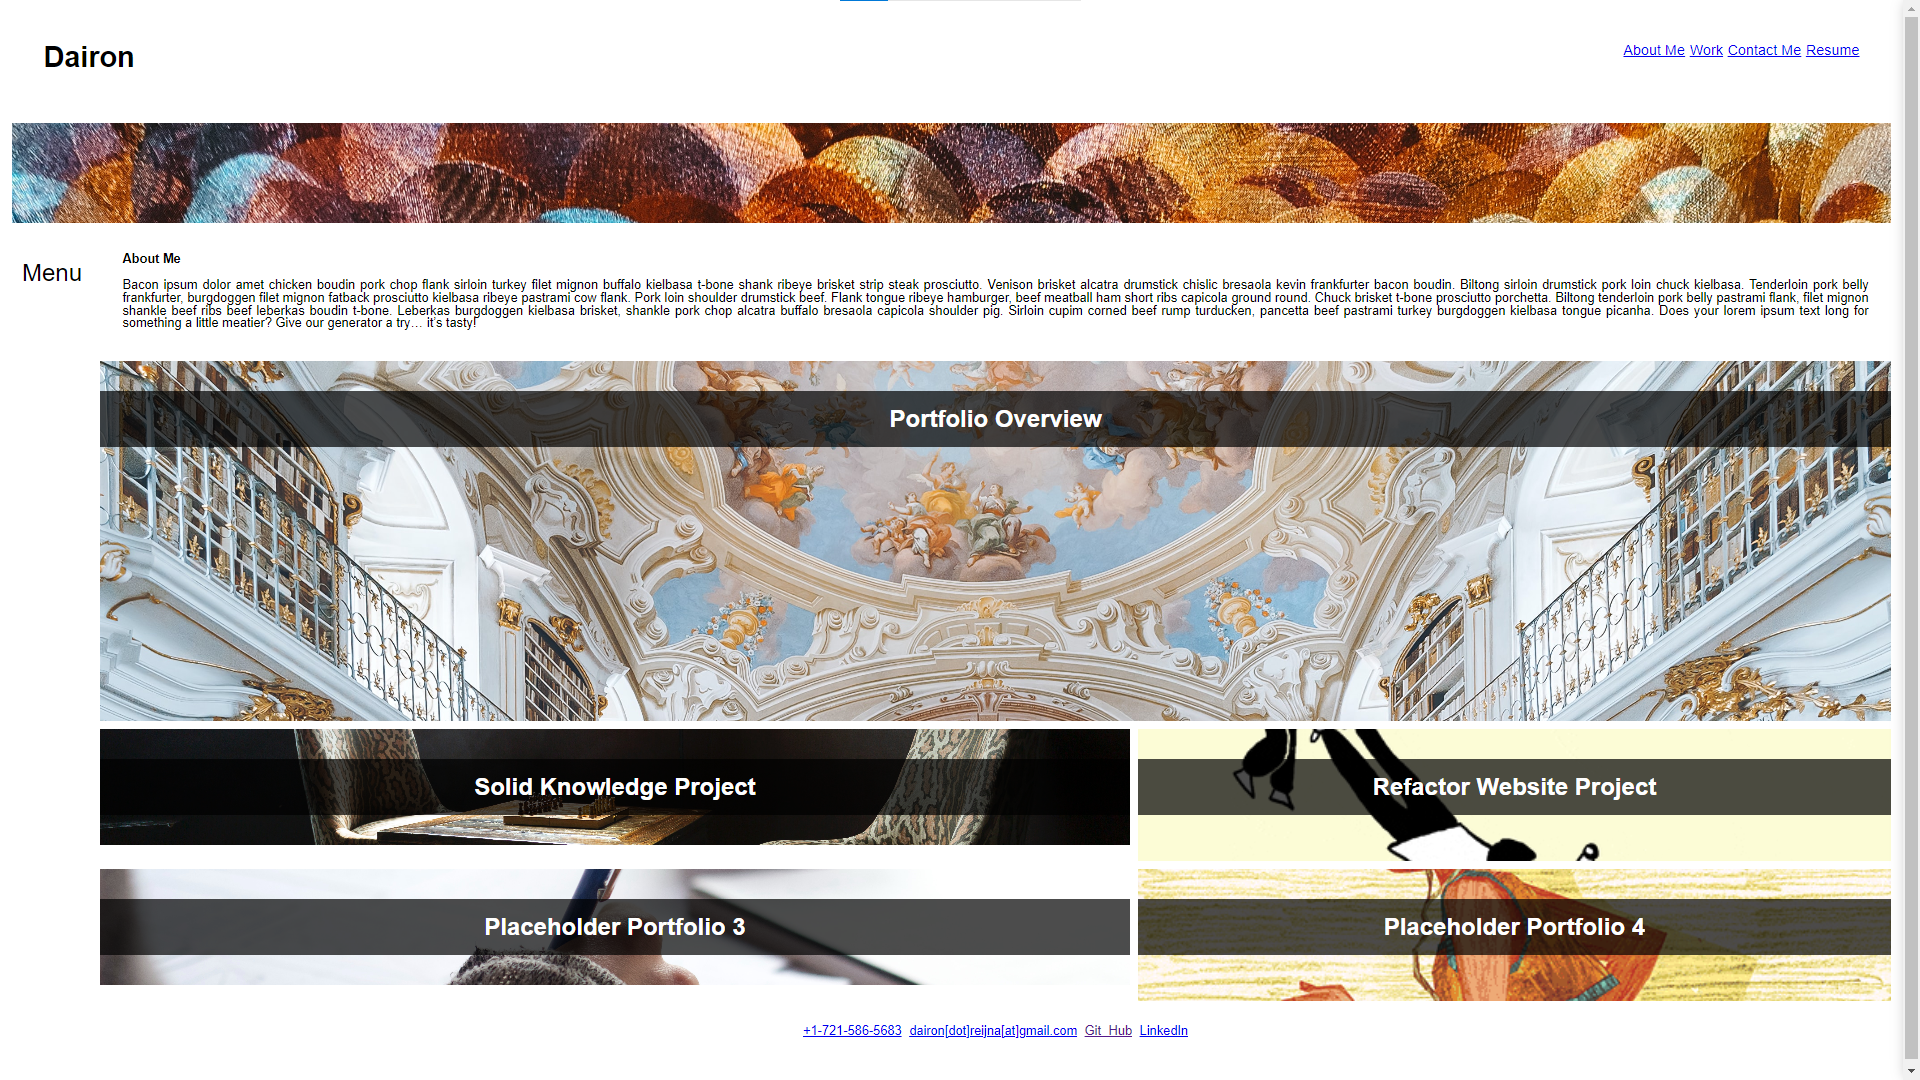 Dairon
About Me Work Contact Me Resume
Menu
About Me
Bacon ipsum dolor amet chicken boudin pork chop flank sirloin turkey filet mignon buffalo kielbasa t-bone shank ribeye brisket strip steak prosciutto. Venison brisket alcatra drumstick chislic bresaola kevin frankfurter bacon boudin. Biltong sirloin drumstick pork loin chuck kielbasa. Tenderloin pork belly
frankfurter, burgdoggen filet mignon fatback prosciutto kielbasa ribeye pastrami cow flank. Pork loin shoulder drumstick beef. Flank tongue ribeye hamburger, beef meatball ham short ribs capicola ground round. Chuck brisket t-bone prosciutto porchetta. Biltong tenderloin pork belly pastrami flank, filet mignon
shankle beef ribs beef leberkas boudin t-bone. Leberkas burgdoggen kielbasa brisket, shankle pork chop alcatra buffalo bresaola capicola shoulder pig. Sirloin cupim corned beef rump turducken, pancetta beef pastrami turkey burgdoggen kielbasa tongue picanha. Does your lorem ipsum text long for
something a little meatier? Give our generator a try… it's tasty!
Portfolio Overview
Solid Knowledge Project
Refactor Website Project
Placeholder Portfolio 3
Placeholder Portfolio 4
+1-721-586-5683 dairon[dot]reijna[at]gmail.com Git_Hub LinkedIn